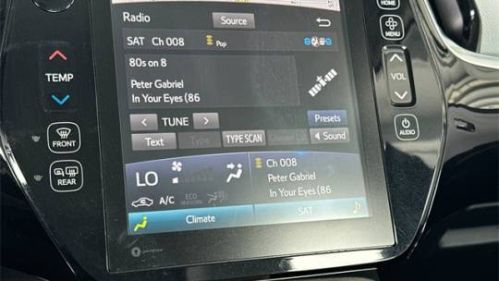 HOME
Radio
Source
MENU
SAT Ch 008
Pop
80s on 8
TEMP
Peter Gabriel
In Your Eyes (86
VOL
TUNE
Presets
Text
TYPE SCAN
Sound
AUDIO
FRONT
Ch 008
LO
Peter Gabriel
REAR
A/C
ECO
In Your Eyes (86
Climate
SAT